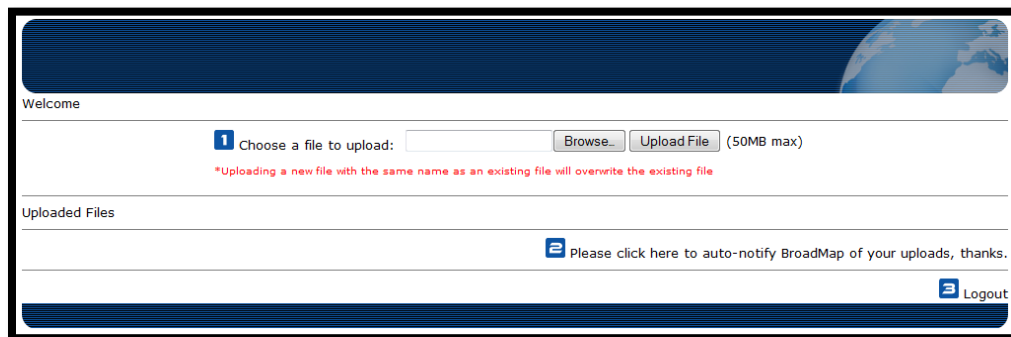 Welcome
1 Choose a file to upload: Browse... Upload File (50MB max)
*Uploading a new file with the same name as an existing file will overwrite the existing file
Uploaded Files
2 Please click here to auto-notify BroadMap of your uploads, thanks.
3 Logout